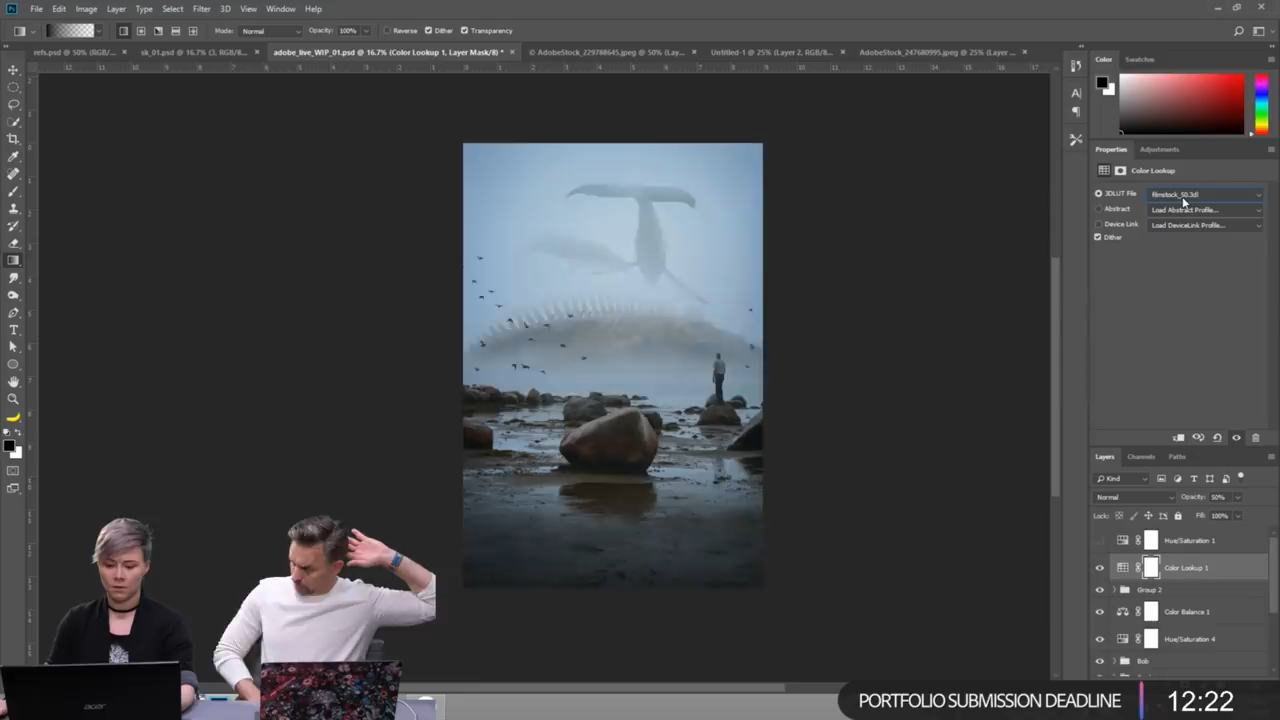 File Edit Image Layer Type Select Filter 3D View Window Help
Mode: Normal Opacity: 100% Reverse Dither Transparency
refs.psd @ 50% (RGB/... × sk_01.psd @ 16.7% (3, RGB/8... × adobe_live_WIP_01.psd @ 16.7% (Color Lookup 1, Layer Mask/8) * × © AdobeStock_229788645.jpeg @ 50% (Lay... × Untitled-1 @ 25% (Layer 2, RGB/8... × AdobeStock_247680995.jpeg @ 25% (Layer ... ×
Color Swatches
Properties Adjustments
Color Lookup
3DLUT File filmstock_50.3dl
Abstract Load Abstract Profile...
Device Link Load DeviceLink Profile...
Dither
Layers Channels Paths
Kind
Normal Opacity: 50%
Lock: Fill: 100%
Hue/Saturation 1
Color Lookup 1
Group 2
Color Balance 1
Hue/Saturation 4
Bob
acer
PORTFOLIO SUBMISSION DEADLINE 12:22